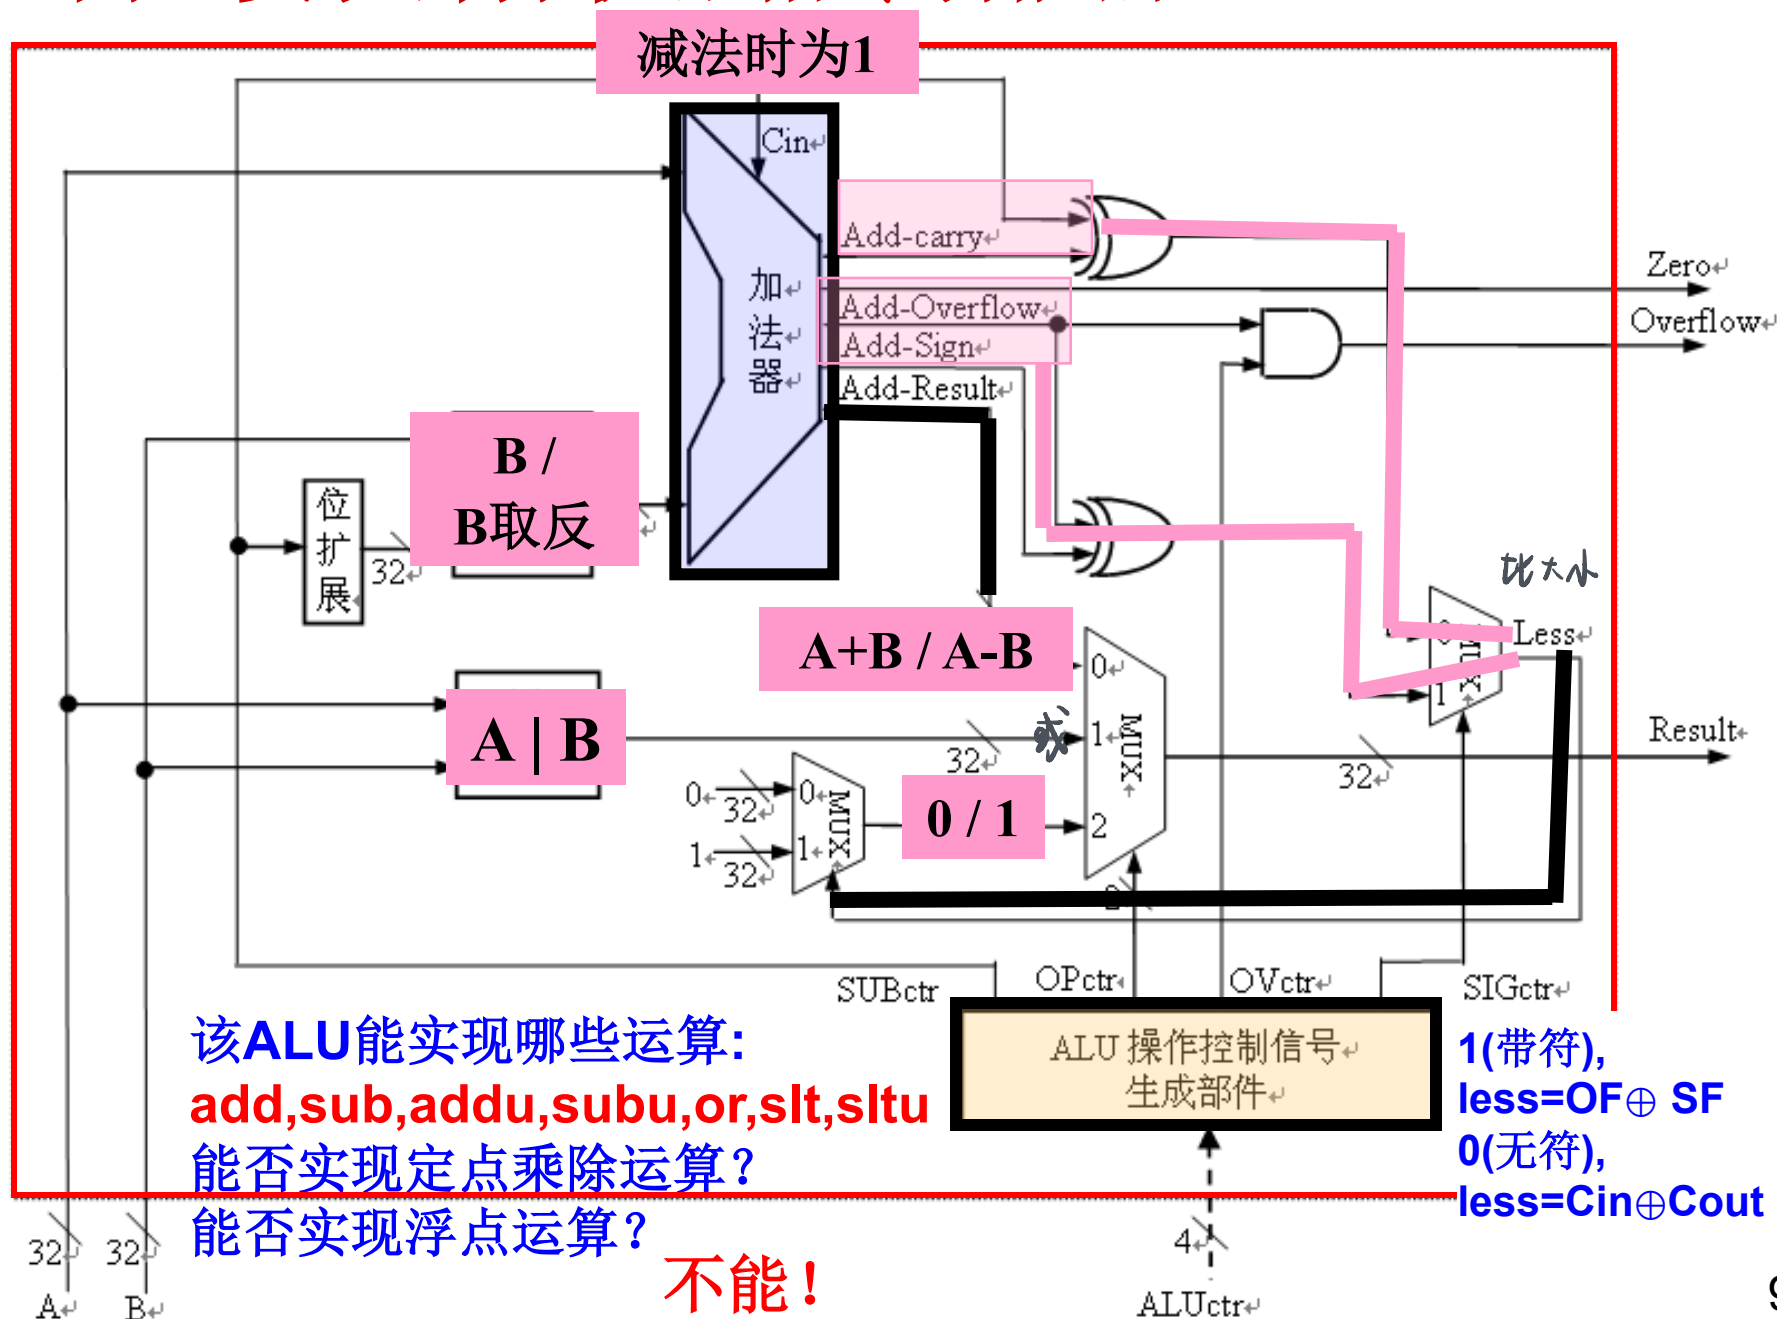 减法时为1
Cin
Add-carry
Zero
加
法
器
Add-Overflow
Overflow
Add-Sign
Add-Result
B /
B取反
位
扩
展
32
比大小
0
MUX
1
Less
A+B / A-B
0
A | B
或
1
MUX
32
32
Result
0
32
0
MUX
1
32
1
0 / 1
2
2
SUBctr
OPctr
OVctr
SIGctr
ALU 操作控制信号
生成部件
该ALU能实现哪些运算:
add,sub,addu,subu,or,slt,sltu
能否实现定点乘除运算?
能否实现浮点运算?
不能!
1(带符),
less=OF⊕ SF
0(无符),
less=Cin⊕Cout
32
32
4
A
B
ALUctr